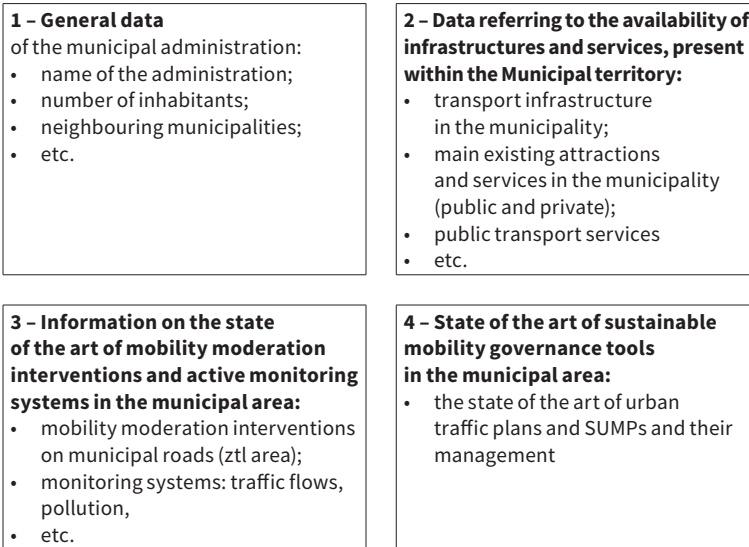 1 – General data
of the municipal administration:
• name of the administration;
• number of inhabitants;
• neighbouring municipalities;
• etc.
2 – Data referring to the availability of
infrastructures and services, present
within the Municipal territory:
• transport infrastructure
in the municipality;
• main existing attractions
and services in the municipality
(public and private);
• public transport services
• etc.
3 – Information on the state
of the art of mobility moderation
interventions and active monitoring
systems in the municipal area:
• mobility moderation interventions
on municipal roads (ztl area);
• monitoring systems: traffic flows,
pollution,
• etc.
4 – State of the art of sustainable
mobility governance tools
in the municipal area:
• the state of the art of urban
traffic plans and SUMPs and their
management